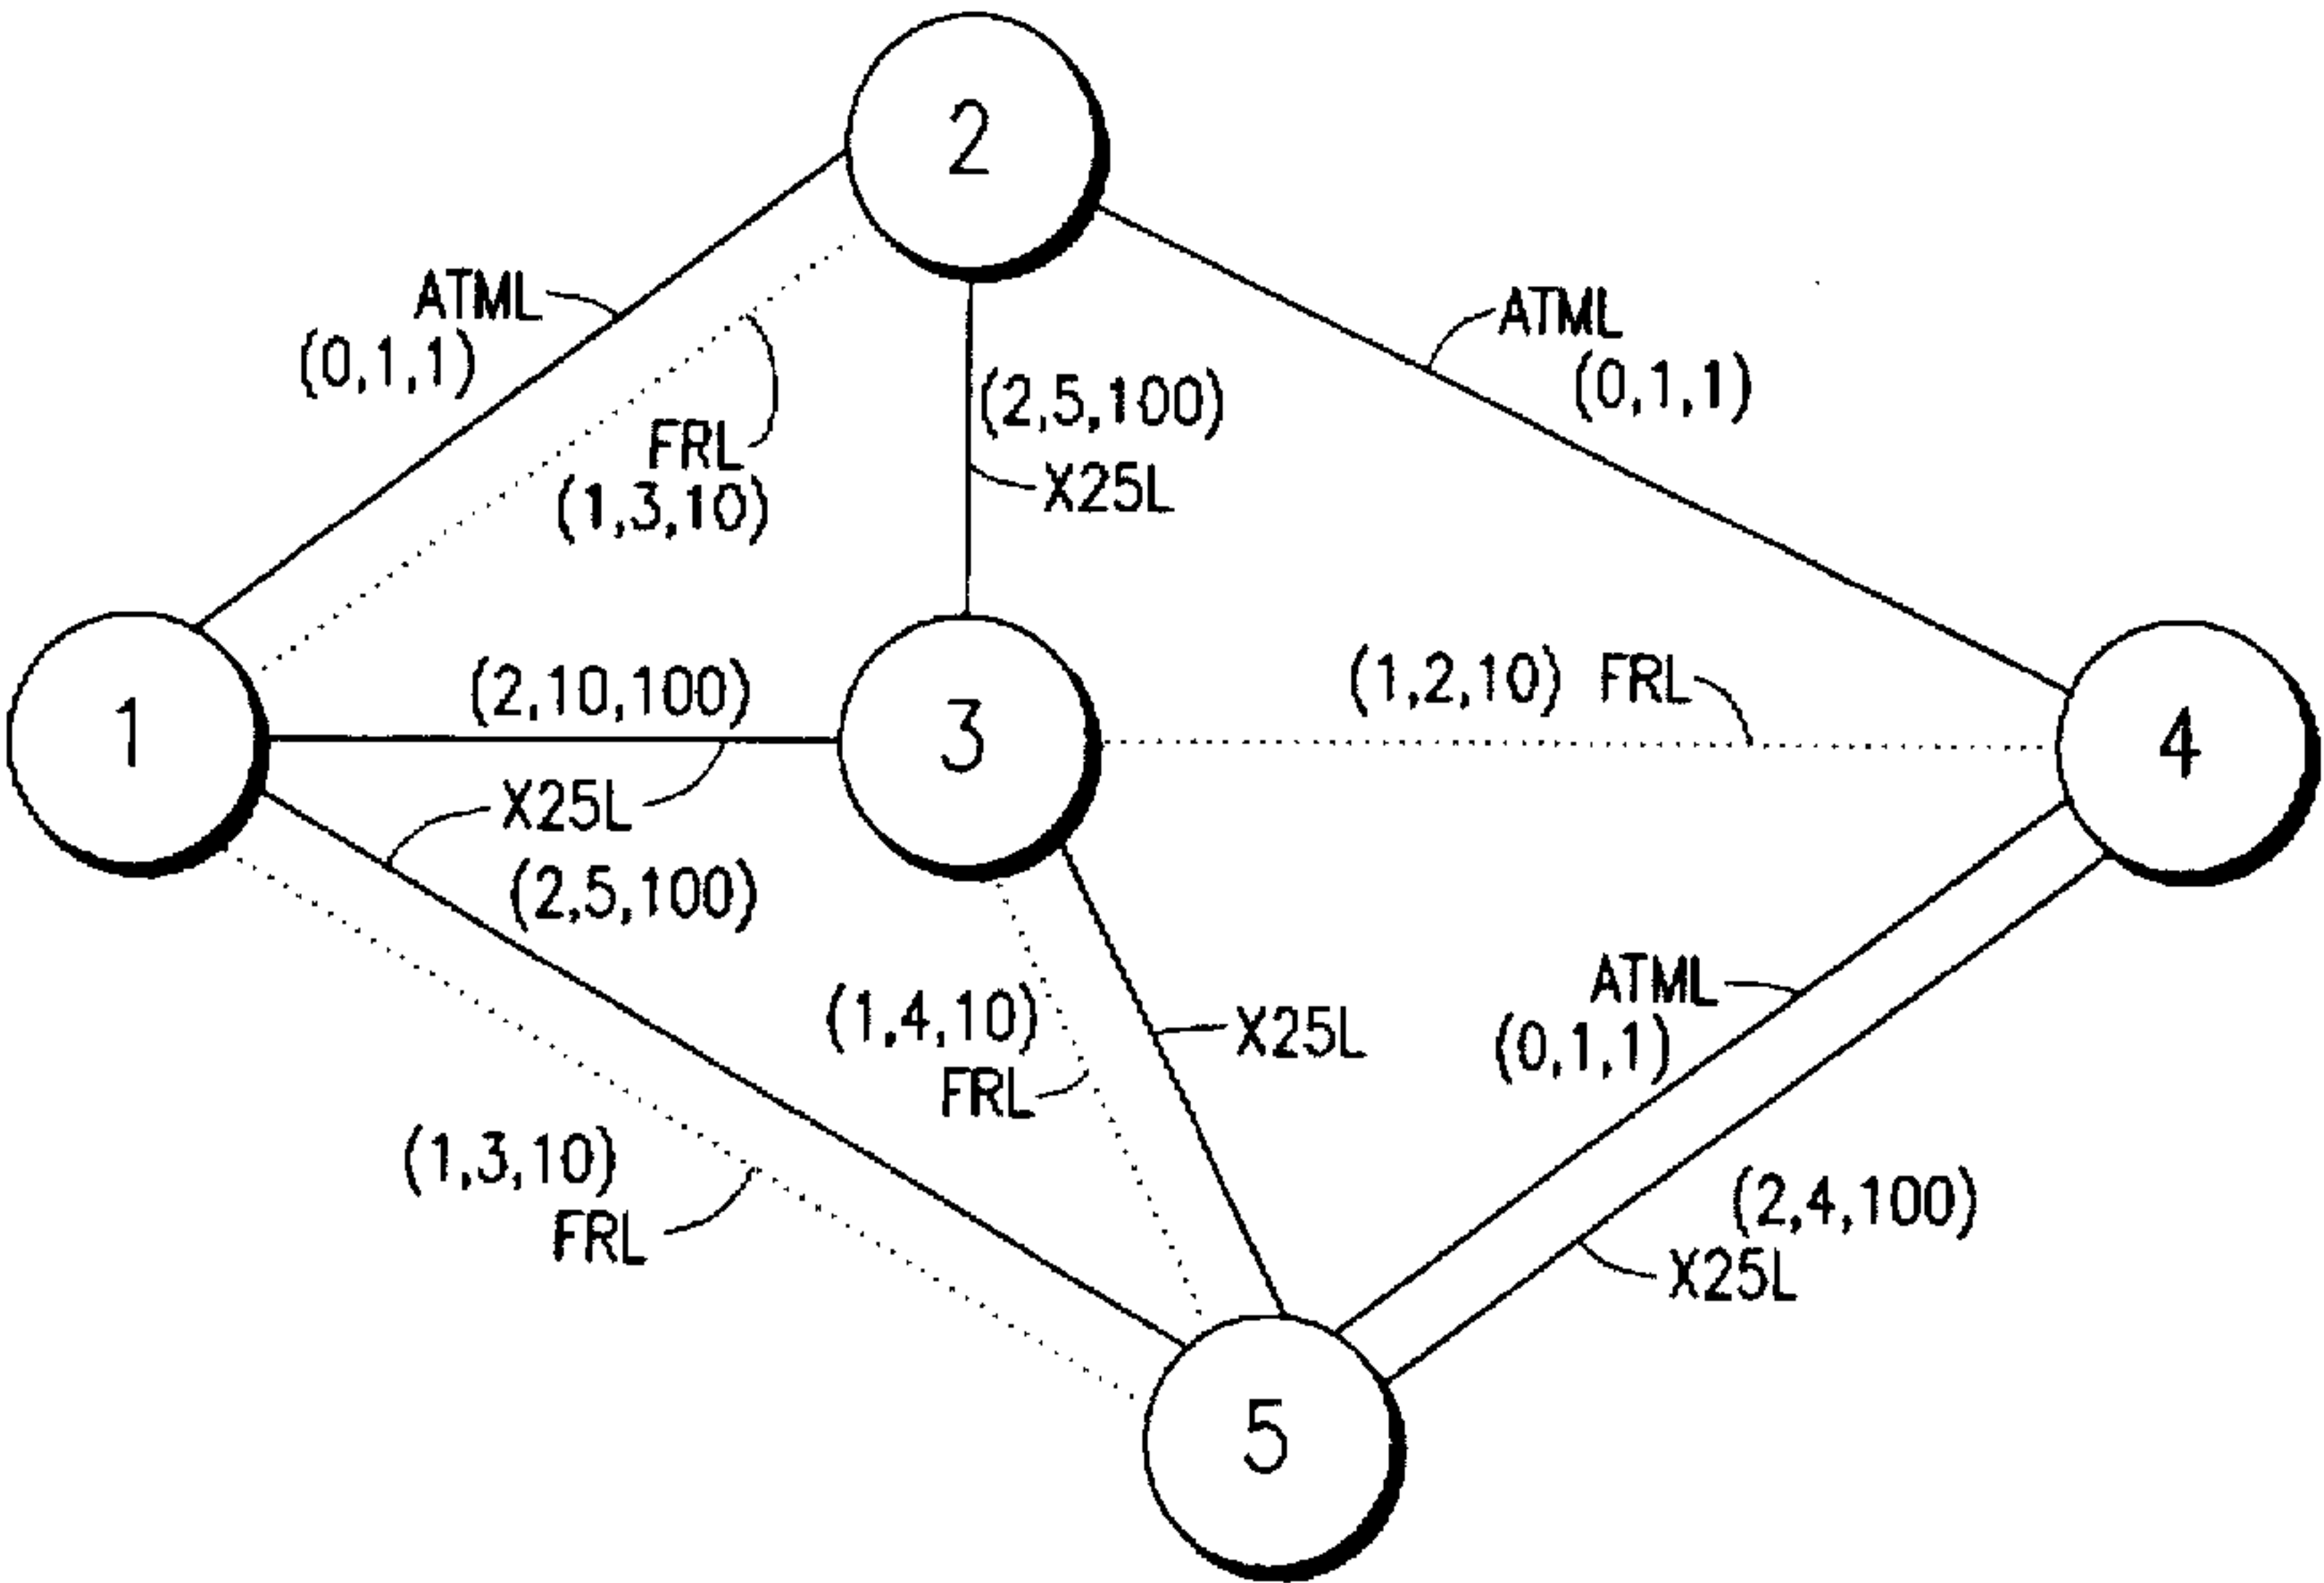 2
ATML
(0,1,1)
ATML
(0,1,1)
(2,5,100)
FRL
X25L
(1,3,10)
(2,10,100)
(1,2,10) FRL
1
3
4
X25L
(2,5,100)
ATML
(1,4,10)
X25L
(0,1,1)
FRL
(1,3,10)
(2,4,100)
FRL
X25L
5